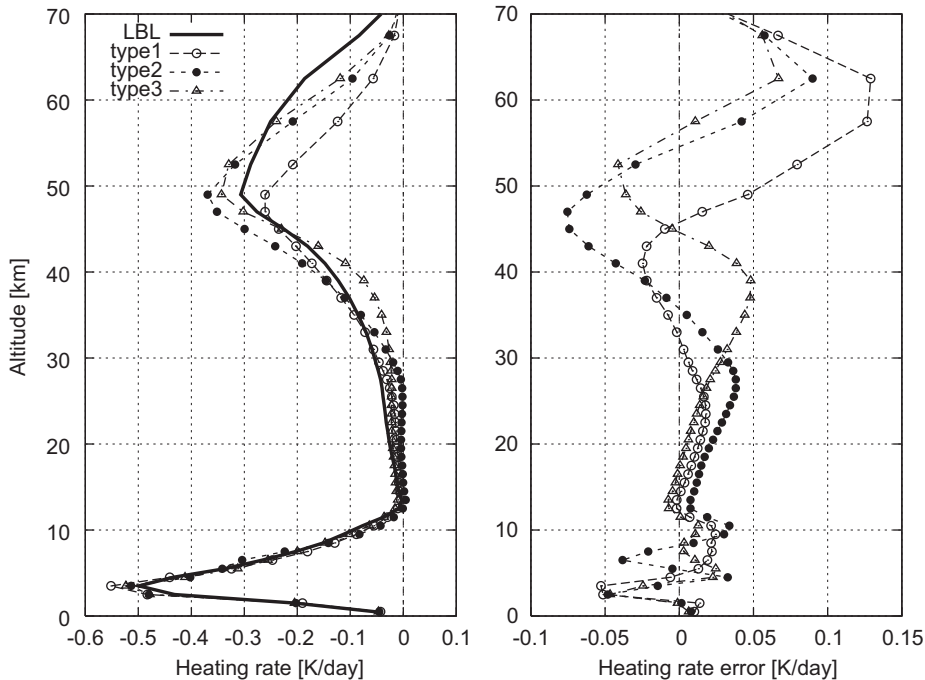 LBL
type1
type2
type3
Altitude [km]
70
60
50
40
30
20
10
0
-0.6 -0.5 -0.4 -0.3 -0.2 -0.1 0 0.1
Heating rate [K/day]
70
60
50
40
30
20
10
0
-0.1 -0.05 0 0.05 0.1 0.15
Heating rate error [K/day]